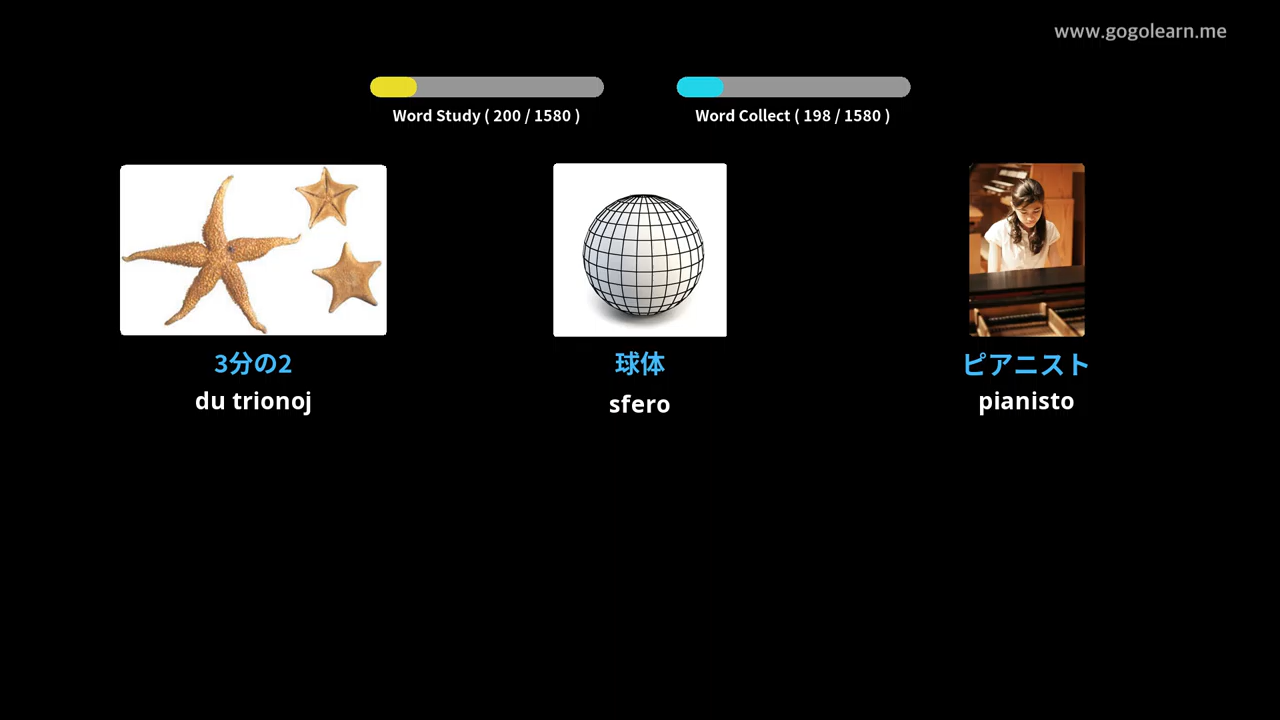 www.gogolearn.me
Word Study ( 200 / 1580 )
Word Collect ( 198 / 1580 )
3分の2
du trionoj
球体
sfero
ピアニスト
pianisto